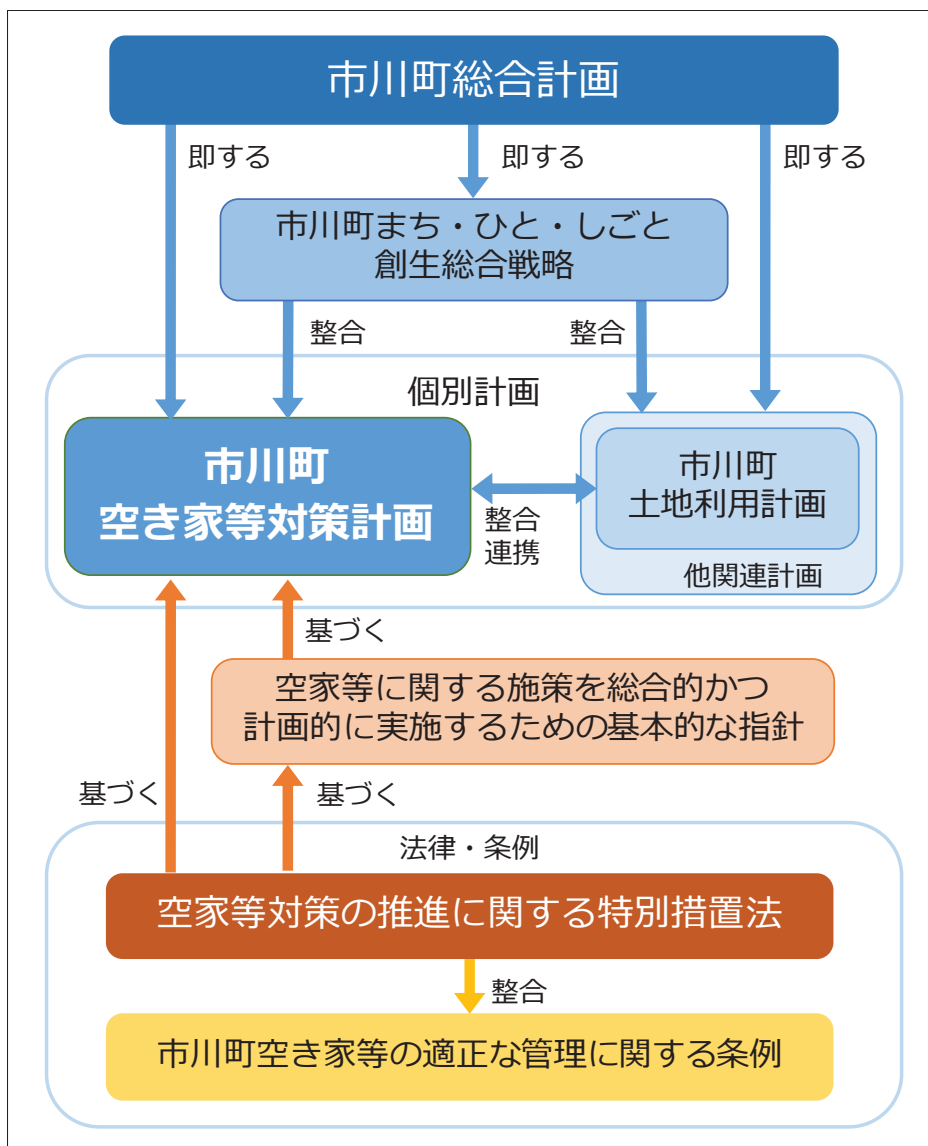 市川町総合計画
即する
即する
即する
市川町まち・ひと・しごと
創生総合戦略
整合
整合
個別計画
市川町
空き家等対策計画
整合
連携
市川町
土地利用計画
他関連計画
基づく
空家等に関する施策を総合的かつ
計画的に実施するための基本的な指針
基づく
基づく
法律・条例
空家等対策の推進に関する特別措置法
整合
市川町空き家等の適正な管理に関する条例